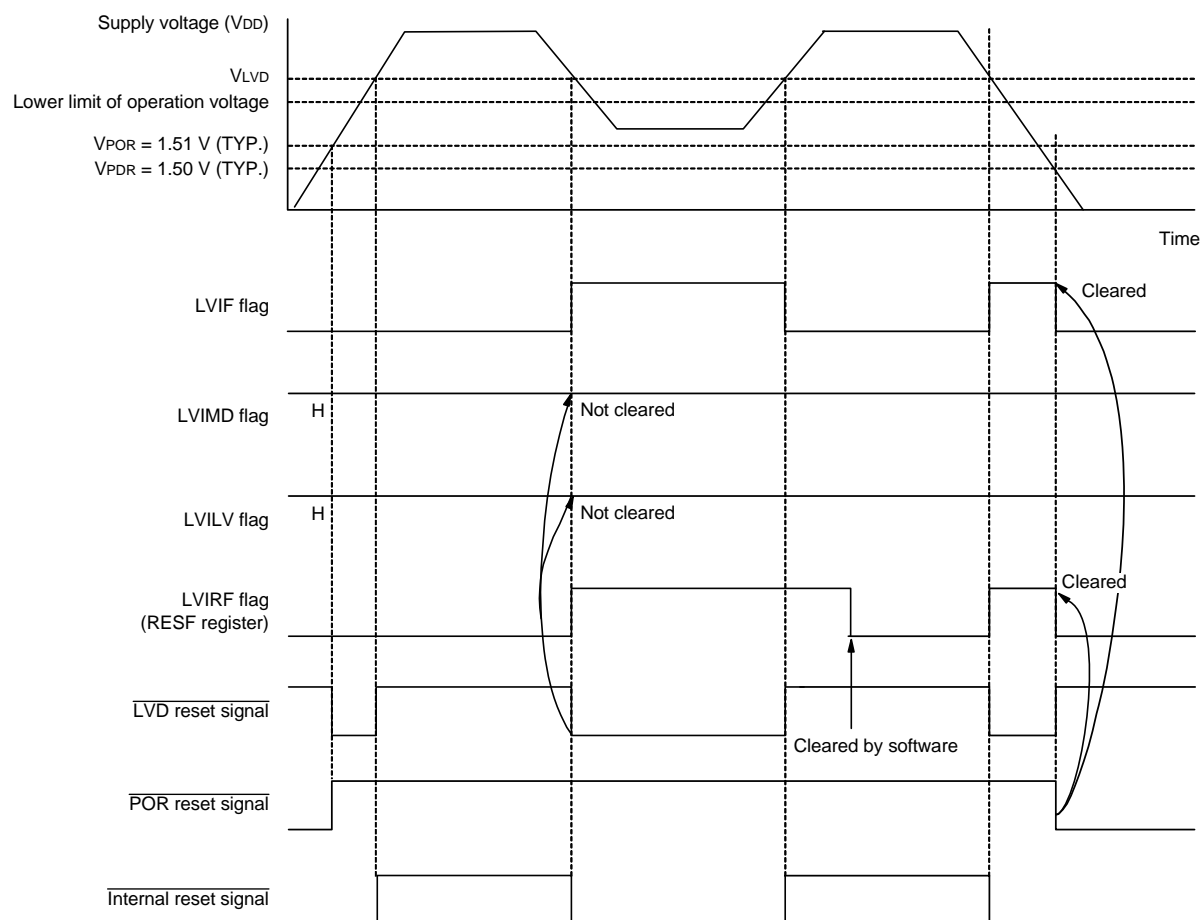 Supply voltage (VDD)
VLVD
Lower limit of operation voltage
VPOR = 1.51 V (TYP.)
VPDR = 1.50 V (TYP.)
Time
LVIF flag
Cleared
LVIMD flag
H
Not cleared
LVILV flag
H
Not cleared
LVIRF flag
(RESF register)
Cleared
LVD reset signal
Cleared by software
POR reset signal
Internal reset signal